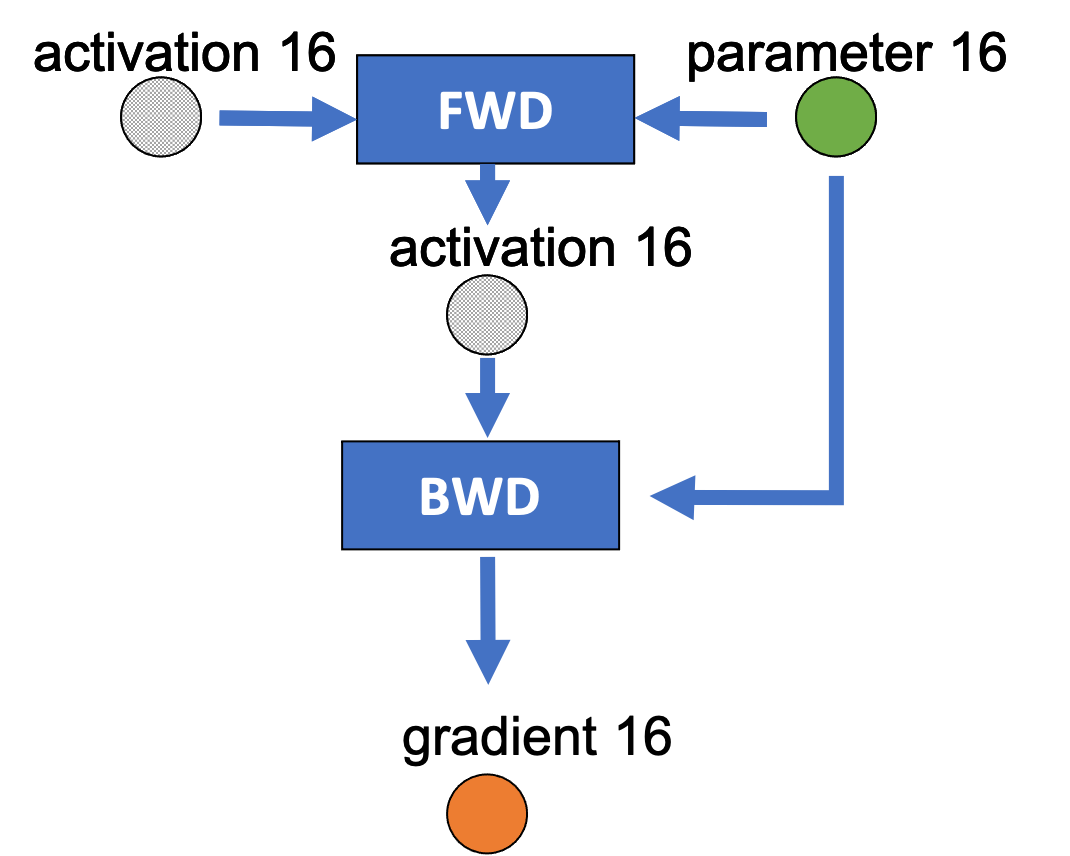 activation 16
parameter 16
FWD
activation 16
BWD
gradient 16